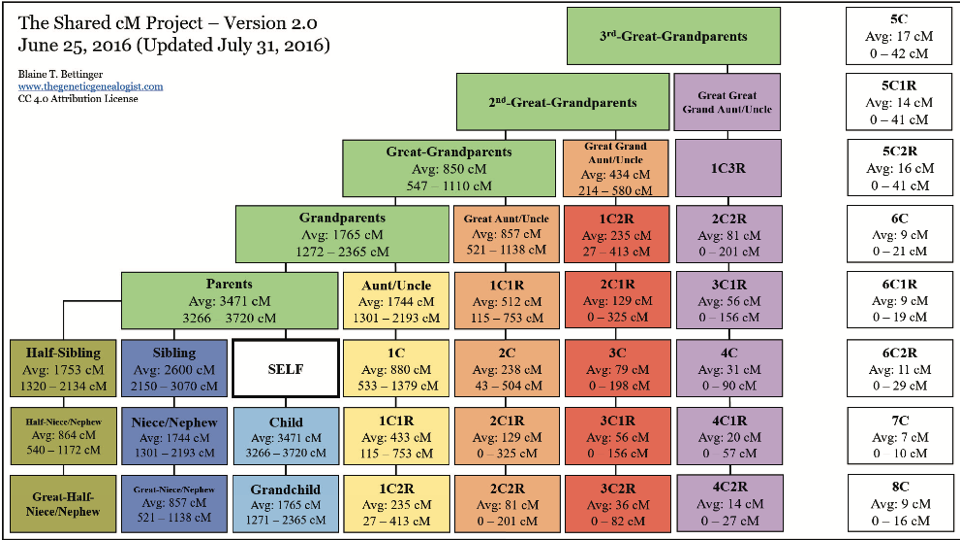 The Shared cM Project – Version 2.0
June 25, 2016 (Updated July 31, 2016)
Blaine T. Bettinger
www.thegeneticgenealogist.com
CC 4.0 Attribution License
3rd-Great-Grandparents
5C
Avg: 17 cM
0 – 42 cM
2nd-Great-Grandparents
Great Great
Grand Aunt/Uncle
5C1R
Avg: 14 cM
0 – 41 cM
Great-Grandparents
Avg: 850 cM
547 – 1110 cM
Great Grand
Aunt/Uncle
Avg: 434 cM
214 – 580 cM
1C3R
5C2R
Avg: 16 cM
0 – 41 cM
Grandparents
Avg: 1765 cM
1272 – 2365 cM
Great Aunt/Uncle
Avg: 857 cM
521 – 1138 cM
1C2R
Avg: 235 cM
27 – 413 cM
2C2R
Avg: 81 cM
0 – 201 cM
6C
Avg: 9 cM
0 – 21 cM
Parents
Avg: 3471 cM
3266 3720 cM
Aunt/Uncle
Avg: 1744 cM
1301 – 2193 cM
1C1R
Avg: 512 cM
115 – 753 cM
2C1R
Avg: 129 cM
0 – 325 cM
3C1R
Avg: 56 cM
0 – 156 cM
6C1R
Avg: 9 cM
0 – 19 cM
Half-Sibling
Avg: 1753 cM
1320 – 2134 cM
Sibling
Avg: 2600 cM
2150 – 3070 cM
SELF
1C
Avg: 880 cM
533 – 1379 cM
2C
Avg: 238 cM
43 – 504 cM
3C
Avg: 79 cM
0 – 198 cM
4C
Avg: 31 cM
0 – 90 cM
6C2R
Avg: 11 cM
0 – 29 cM
Half-Niece/Nephew
Avg: 864 cM
540 – 1172 cM
Niece/Nephew
Avg: 1744 cM
1301 – 2193 cM
Child
Avg: 3471 cM
3266 – 3720 cM
1C1R
Avg: 433 cM
115 – 753 cM
2C1R
Avg: 129 cM
0 – 325 cM
3C1R
Avg: 56 cM
0 156 cM
4C1R
Avg: 20 cM
0 57 cM
7C
Avg: 7 cM
0 – 10 cM
Great-Half-
Niece/Nephew
Great-Niece/Nephew
Avg: 857 cM
521 – 1138 cM
Grandchild
Avg: 1765 cM
1271 – 2365 cM
1C2R
Avg: 235 cM
27 – 413 cM
2C2R
Avg: 81 cM
0 – 201 cM
3C2R
Avg: 36 cM
0 – 82 cM
4C2R
Avg: 14 cM
0 – 27 cM
8C
Avg: 9 cM
0 – 16 cM